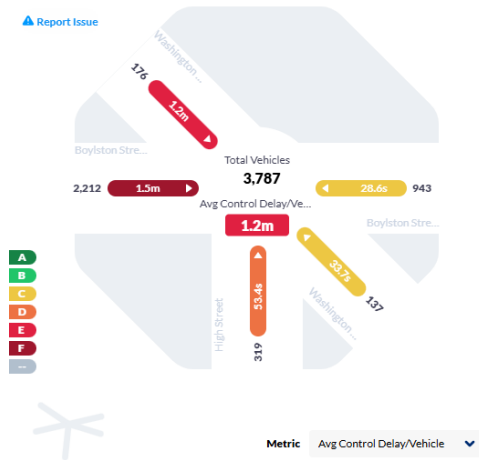 Report Issue
Washington ...
176
1.2m
Boylston Stre...
Total Vehicles
3,787
2,212
1.5m
28.6s
943
Avg Control Delay/Ve...
1.2m
Boylston Stre...
33.7s
137
Washington ...
53.4s
319
High Street
A
B
C
D
E
F
--
Metric
Avg Control Delay/Vehicle